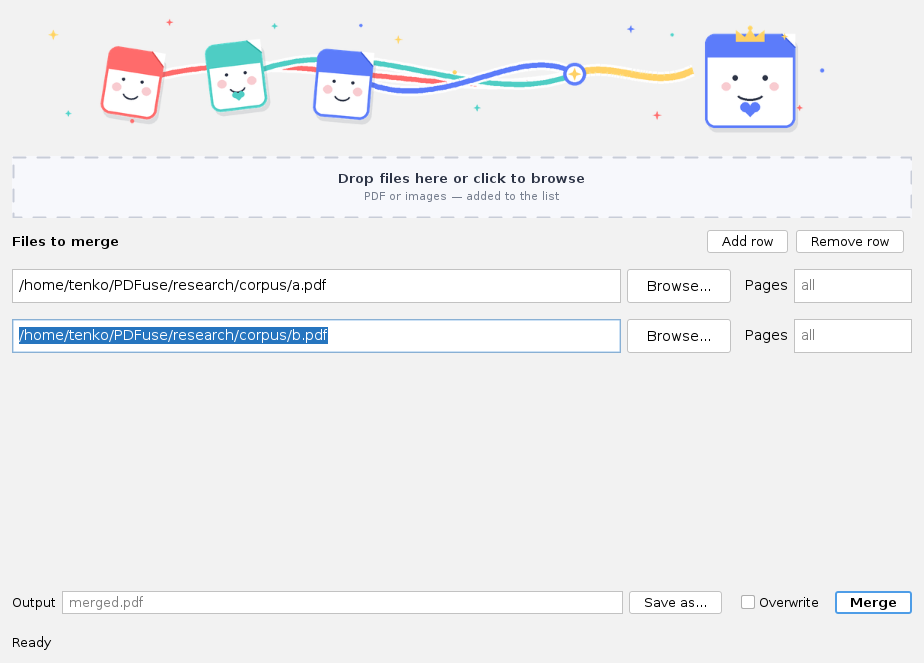 Drop files here or click to browse
PDF or images — added to the list
Files to merge Add row Remove row
/home/tenko/PDFuse/research/corpus/a.pdf Browse... Pages all
/home/tenko/PDFuse/research/corpus/b.pdf Browse... Pages all
Output merged.pdf Save as... Overwrite Merge
Ready